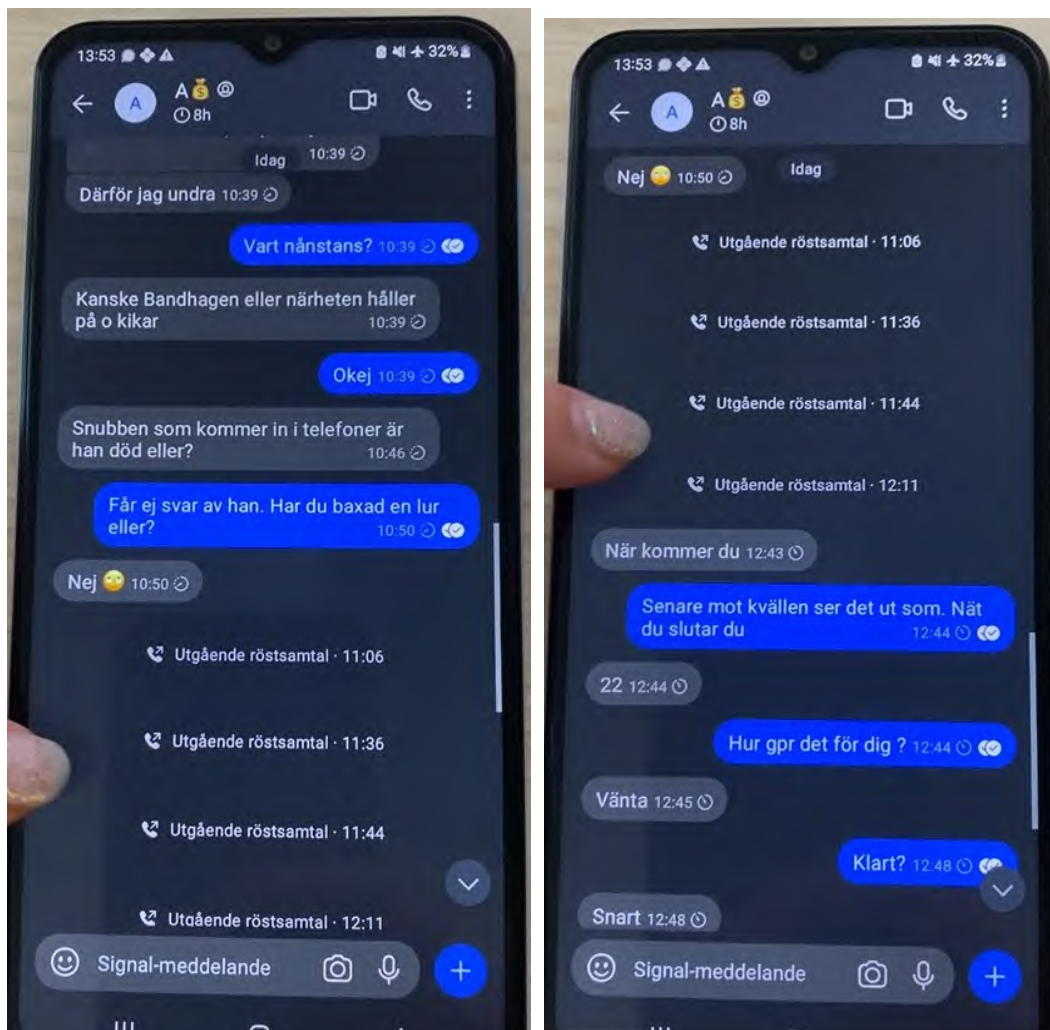 13:53 32%
A💰
8h
10:39
Idag
Därför jag undra 10:39
Vart nånstans? 10:39
Kanske Bandhagen eller närheten håller
på o kikar 10:39
Okej 10:39
Snubben som kommer in i telefoner är
han död eller? 10:46
Får ej svar av han. Har du baxad en lur
eller? 10:50
Nej 🙄 10:50
Utgående röstsamtal · 11:06
Utgående röstsamtal · 11:36
Utgående röstsamtal · 11:44
Utgående röstsamtal · 12:11
Signal-meddelande
13:53 32%
A💰
8h
Idag
Nej 🙄 10:50
Utgående röstsamtal · 11:06
Utgående röstsamtal · 11:36
Utgående röstsamtal · 11:44
Utgående röstsamtal · 12:11
När kommer du 12:43
Senare mot kvällen ser det ut som. Nät
du slutar du 12:44
22 12:44
Hur gpr det för dig ? 12:44
Vänta 12:45
Klart? 12:48
Snart 12:48
Signal-meddelande